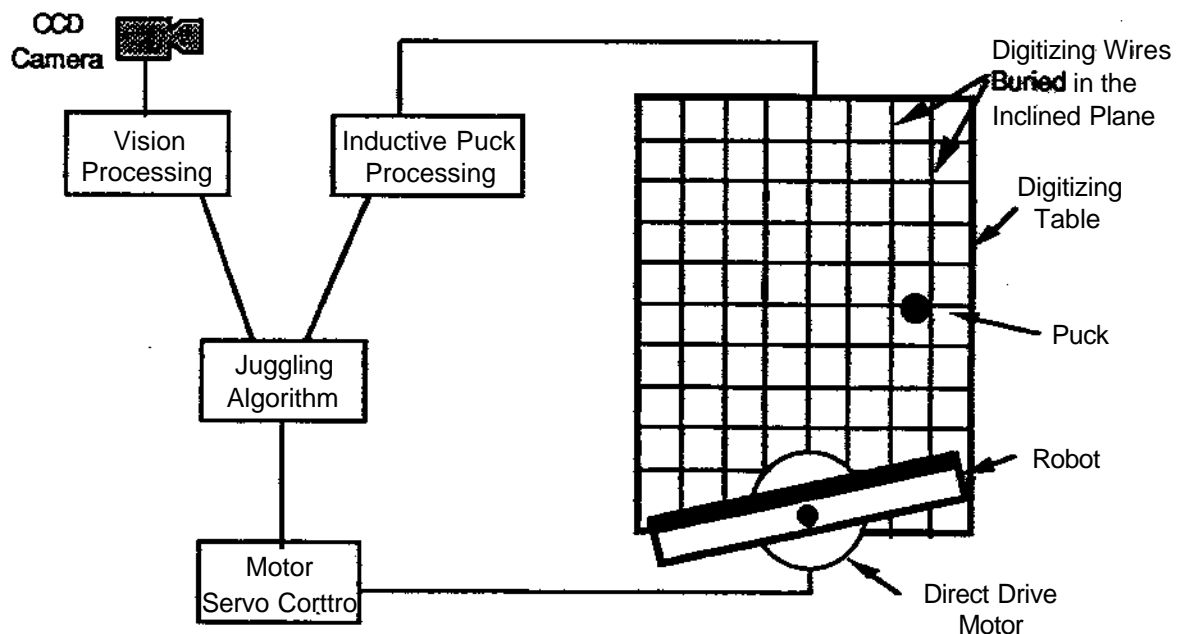 CCD
Camera
Vision
Processing
Inductive Puck
Processing
Juggling
Algorithm
Motor
Servo Corttro
Digitizing Wires
Buried in the
Inclined Plane
Digitizing
Table
Puck
Robot
Direct Drive
Motor